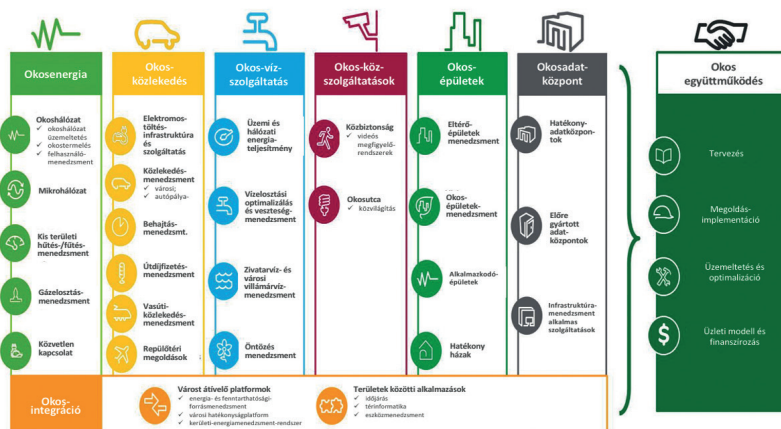 Okosenergia
Okoshálózat
✓ okoshálózat
üzemeltetés
✓ okostermelés
✓ felhasználó-
menedzsment
Mikrohálózat
Kis területi
hűtés-/fűtés-
menedzsment
Gázelosztás-
menedzsment
Közvetlen
kapcsolat
Okos-
közlekedés
Elektromos-
töltés-
infrastruktúra
és
szolgáltatás
Közlekedés-
menedzsment
✓ városi;
✓ autópálya-
Behajtás-
menedzsmt.
Útdíjfizetés-
menedzsment
Vasúti-
közlekedés-
menedzsment
Repülőtéri
megoldások
Okos-víz-
szolgáltatás
Üzemi és
hálózati
energia-
teljesítmény
Vízelosztási
optimalizálás
és veszteség-
menedzsment
Zivatarvíz- és
városi
villámárvíz-
menedzsment
Öntözés
menedzsment
Okos-köz-
szolgáltatások
Közbiztonság
✓ videós
megfigyelő-
rendszerek
Okosutca
✓ közvilágítás
Okos-
épületek
Eltérő-
épületek
menedzsment
Okos-
épületek-
menedzsment
Alkalmazkodó-
épületek
Hatékony
házak
Okosadat-
központ
Hatékony-
adatközpon-
tok
Előre
gyártott
adat-
központok
Infrastruktúra-
menedzsment
alkalmas
szolgáltatások
Okos
együttműködés
Tervezés
Megoldás-
implementáció
Üzemeltetés és
optimalizáció
Üzleti modell és
finanszírozás
Okos-
integráció
Várost átívelő platformok
✓ energia- és fenntarthatósági-
forrásmenedzsment
✓ városi hatékonyságplatform
✓ kerületi-energiamenedzsment-rendszer
Területek közötti alkalmazások
✓ időjárás
✓ térinformatika
✓ eszközmenedzsment